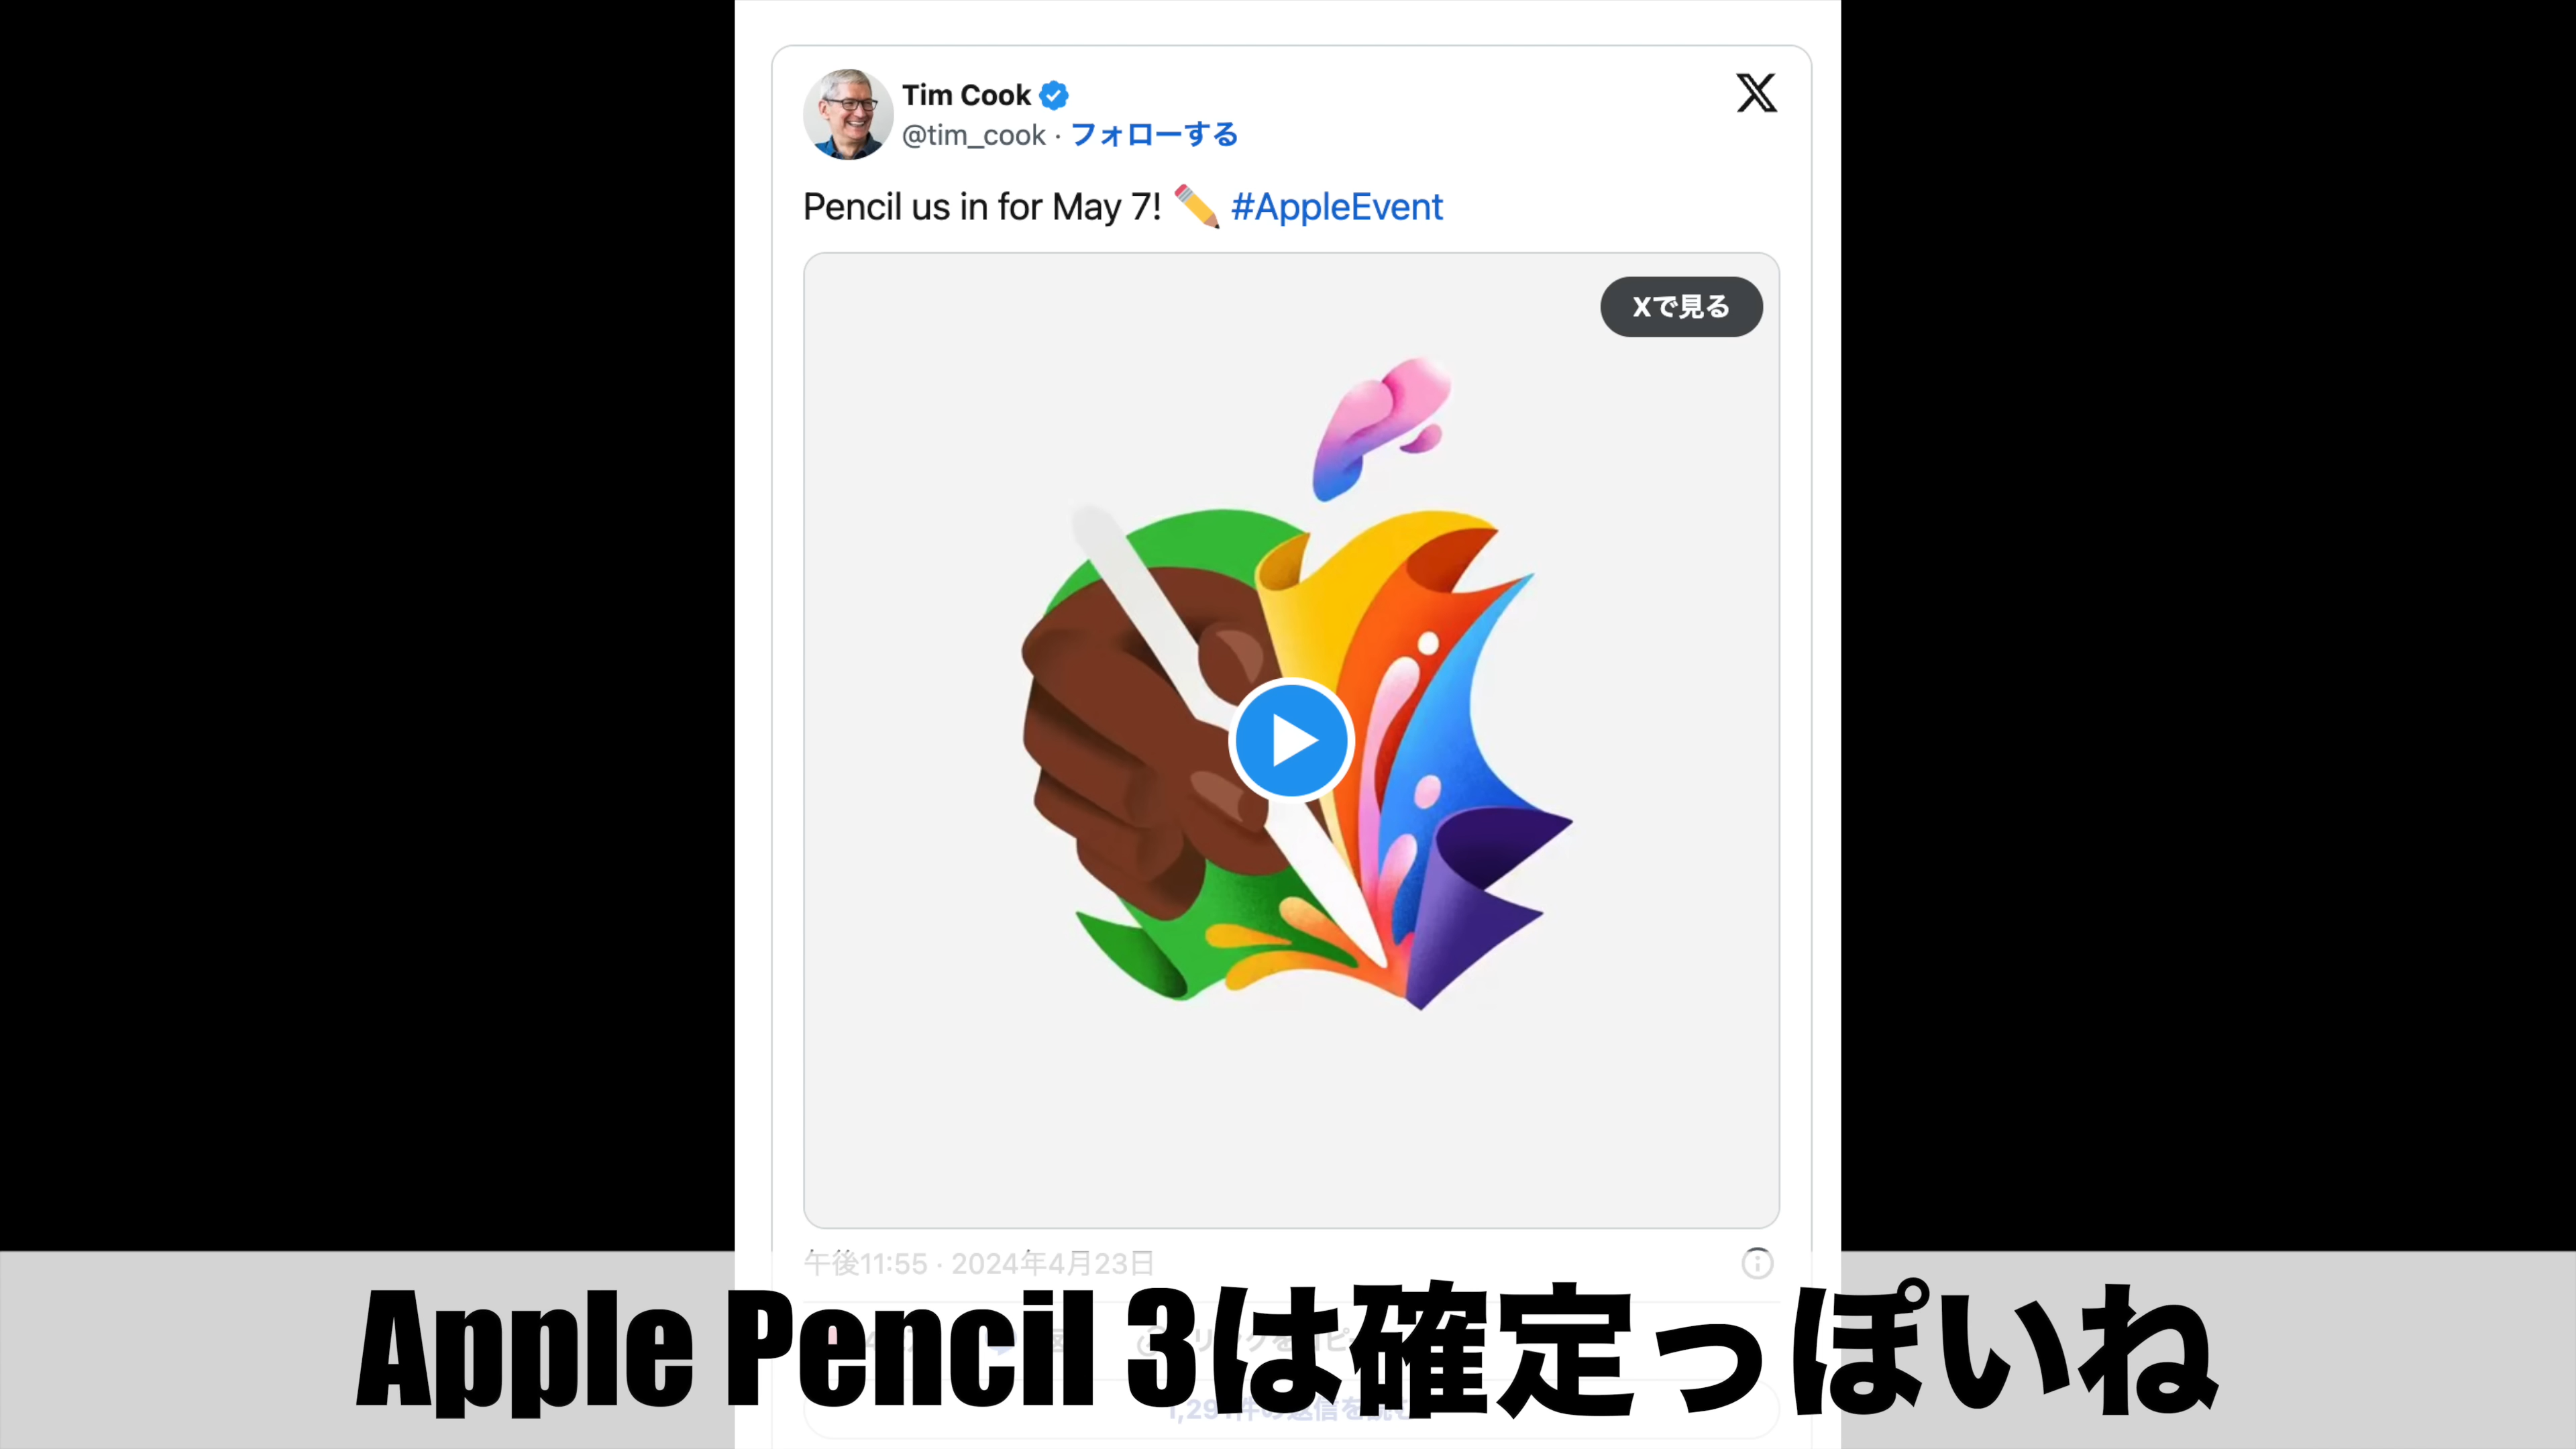 Tim Cook
@tim_cook · フォローする
Pencil us in for May 7! ✏️ #AppleEvent
Xで見る
午後11:55 · 2024年4月23日
Apple Pencil 3は確定っぽいね